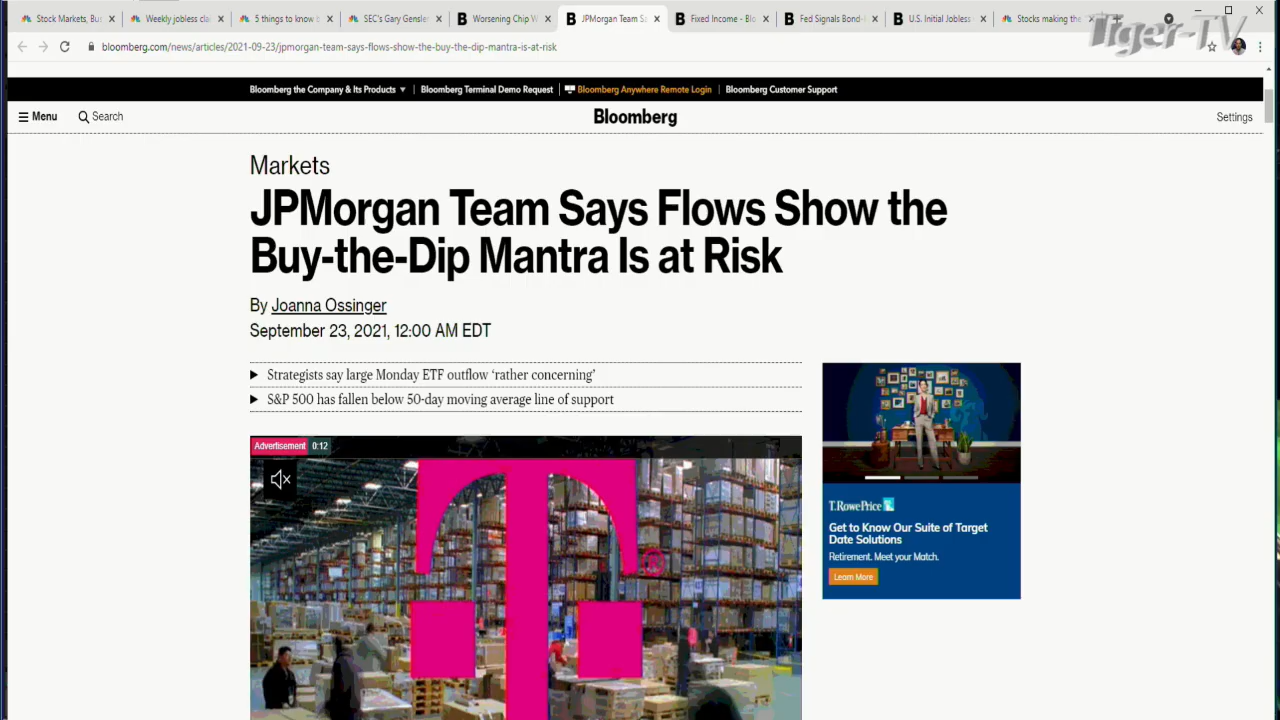 Stock Markets, Bus
Weekly jobless cla
5 things to know b
SEC's Gary Gensler
Worsening Chip W
JPMorgan Team Sa
Fixed Income - Blo
Fed Signals Bond-
U.S. Initial Jobless
Stocks making the
Tiger-TV
bloomberg.com/news/articles/2021-09-23/jpmorgan-team-says-flows-show-the-buy-the-dip-mantra-is-at-risk
Bloomberg the Company & Its Products
Bloomberg Terminal Demo Request
Bloomberg Anywhere Remote Login
Bloomberg Customer Support
Menu
Search
Bloomberg
Settings
Markets
JPMorgan Team Says Flows Show the
Buy-the-Dip Mantra Is at Risk
By Joanna Ossinger
September 23, 2021, 12:00 AM EDT
Strategists say large Monday ETF outflow ‘rather concerning’
S&P 500 has fallen below 50-day moving average line of support
Advertisement 0:12
T
®
T.RowePrice
Get to Know Our Suite of Target
Date Solutions
Retirement. Meet your Match.
Learn More